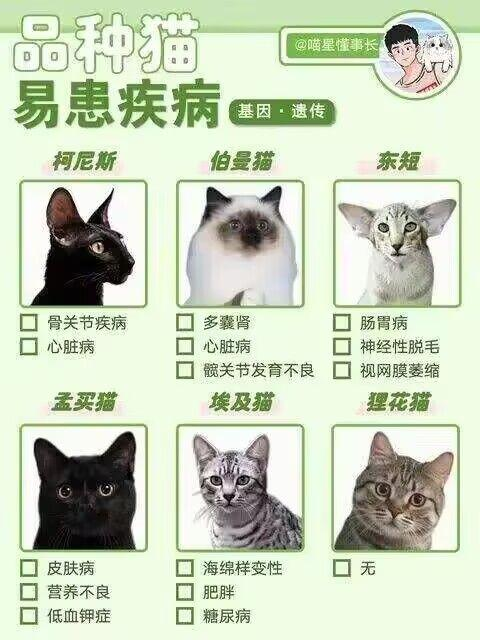 品种猫
@喵星懂事长
易患疾病
基因·遗传
柯尼斯
伯曼猫
东短
骨关节疾病
心脏病
多囊肾
心脏病
髋关节发育不良
肠胃病
神经性脱毛
视网膜萎缩
孟买猫
埃及猫
狸花猫
皮肤病
营养不良
低血钾症
海绵样变性
肥胖
糖尿病
无